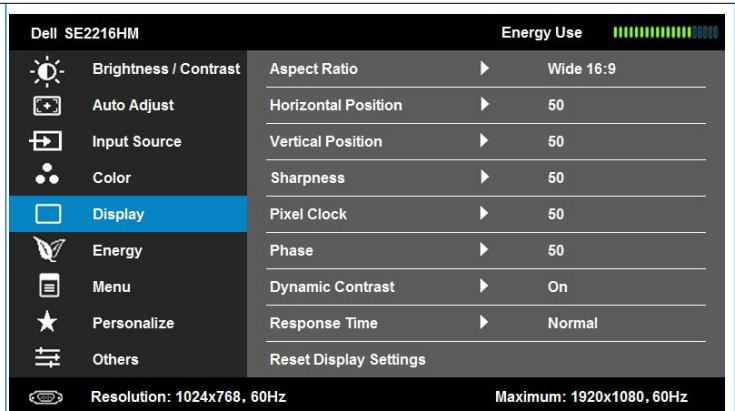 Dell SE2216HM Energy Use
Brightness / Contrast Aspect Ratio Wide 16:9
Auto Adjust Horizontal Position 50
Input Source Vertical Position 50
Color Sharpness 50
Display Pixel Clock 50
Energy Phase 50
Menu Dynamic Contrast On
Personalize Response Time Normal
Others Reset Display Settings
Resolution: 1024x768, 60Hz Maximum: 1920x1080, 60Hz